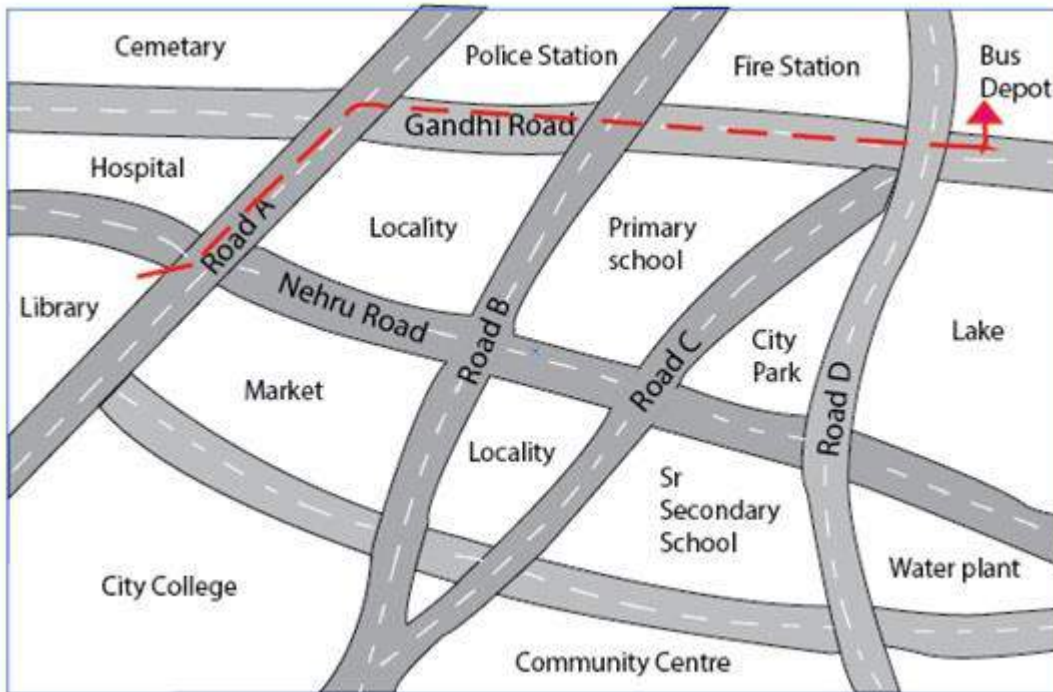 Cemetary
Police Station
Fire Station
Bus
Depot
Gandhi Road
Hospital
Road A
Locality
Primary
school
Library
Nehru Road
Road B
Road C
City
Park
Lake
Market
Road D
Locality
Sr
Secondary
School
City College
Water plant
Community Centre